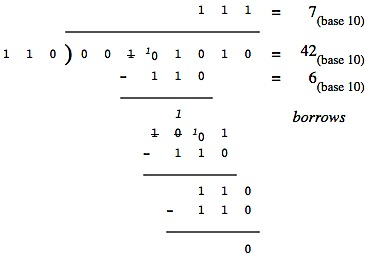 1 1 1 = 7(base 10)
1 1 0 ) 0 0 1 1 0 1 0 1 0 = 42(base 10)
- 1 1 0 = 6(base 10)
1 borrows
1 0 1 0 1
- 1 1 0
1 1 0
- 1 1 0
0